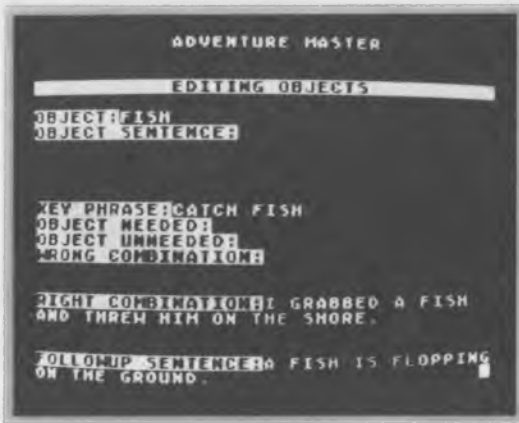 ADVENTURE MASTER
EDITING OBJECTS
OBJECT:FISH
OBJECT SENTENCE:
KEY PHRASE:CATCH FISH
OBJECT NEEDED:
OBJECT UNNEEDED:
WRONG COMBINATION:
RIGHT COMBINATION:I GRABBED A FISH
AND THREW HIM ON THE SHORE.
FOLLOWUP SENTENCE:A FISH IS FLOPPING
ON THE GROUND.